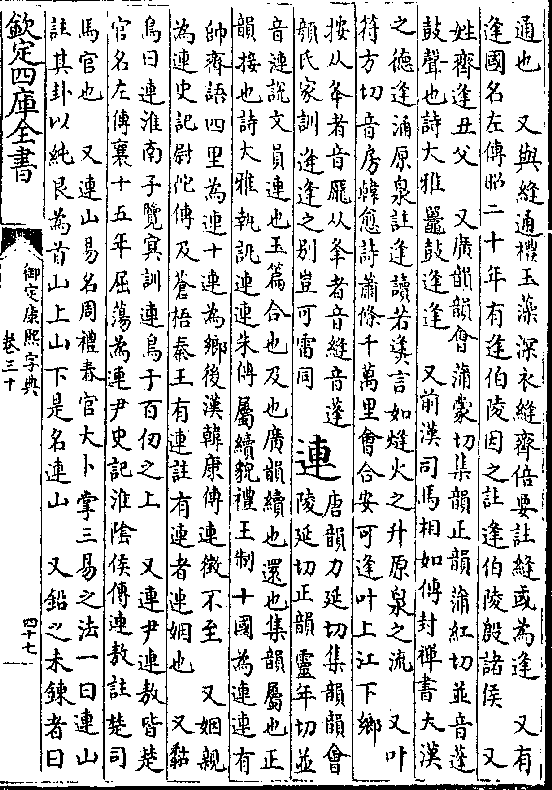 通也　又與縫通禮玉藻深衣縫齊倍要註縫或為逢　又有
逢國名左傳昭二十年有逢伯陵因之註逢伯陵殷諸侯　又
姓齊逢丑父　又廣韻韻會蒲蒙切集韻正韻蒲紅切並音蓬
鼓聲也詩大雅鼉鼓逢逢　又前漢司馬相如傳封禪書大漢
之德逢涌原泉註逢讀若㷭言如㷭火之升原泉之流　又叶
符方切音房韓愈詩蕭條千萬里會合安可逢叶上江下鄉
按从夆者音龎从夆者音縫音蓬
顏氏家訓逄逢之别豈可雷同
連
唐韻力延切集韻韻會
陵延切正韻靈年切並
音漣說文員連也玉篇合也及也廣韻續也還也集韻屬也正
韻接也詩大雅執訊連連朱傳屬續貌禮王制十國為連連有
帥齊語四里為連十連為鄉後漢韓康傳連徵不至　又姻親
為連史記尉佗傳及蒼梧秦王有連註有連者連姻也　又黏
鳥曰連淮南子覽冥訓連鳥于百仞之上　又連尹連敖皆楚
官名左傳襄十五年屈蕩為連尹史記淮隂侯傳連敖註楚司
馬官也　又連山易名周禮春官大卜掌三易之法一曰連山
註其卦以純艮為首山上山下是名連山　又鉛之未鍊者曰
欽定四庫全書
御定康熙字典
卷三十
四十七